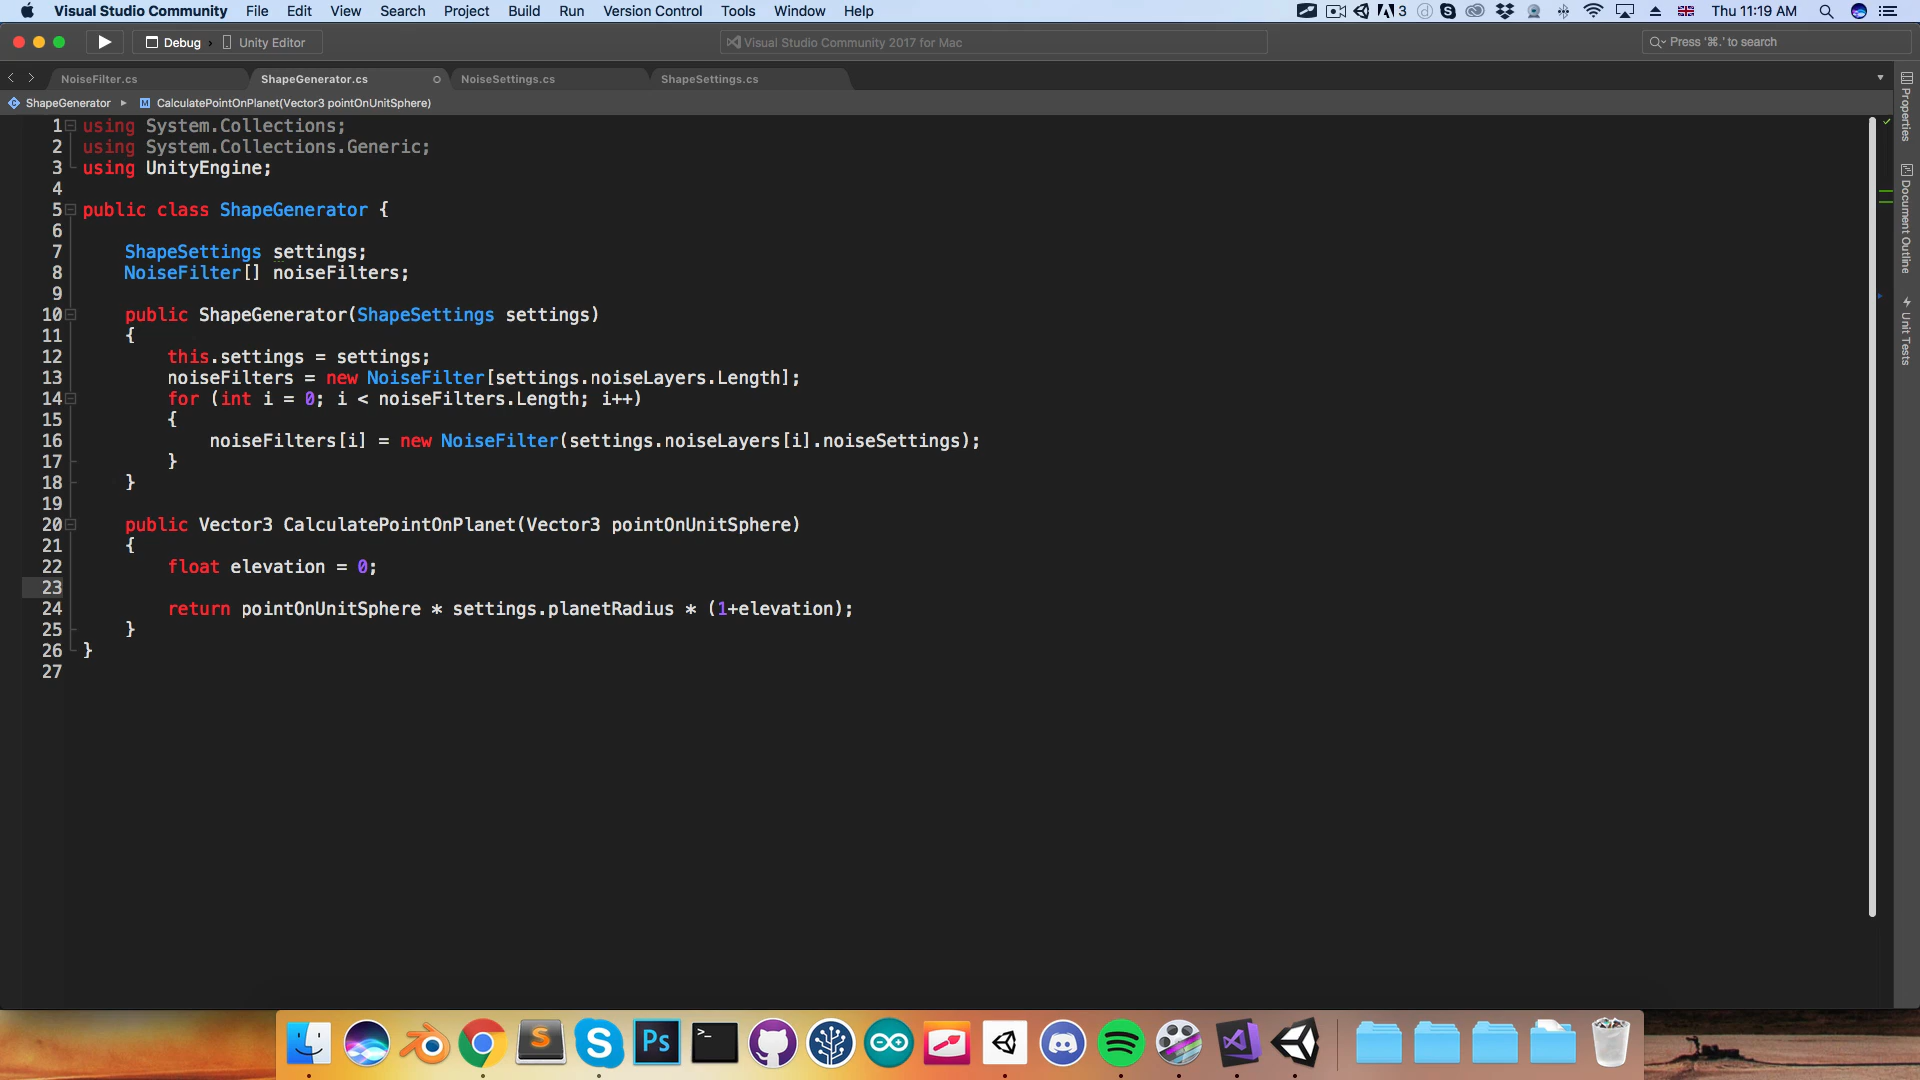 Visual Studio Community File Edit View Search Project Build Run Version Control Tools Window Help 3 Thu 11:19 AM
Debug › Unity Editor Visual Studio Community 2017 for Mac Press '⌘.' to search
NoiseFilter.cs ShapeGenerator.cs NoiseSettings.cs ShapeSettings.cs
ShapeGenerator ▸ M CalculatePointOnPlanet(Vector3 pointOnUnitSphere)
1 using System.Collections;
2 using System.Collections.Generic;
3 using UnityEngine;
4
5 public class ShapeGenerator {
6
7 ShapeSettings settings;
8 NoiseFilter[] noiseFilters;
9
10 public ShapeGenerator(ShapeSettings settings)
11 {
12 this.settings = settings;
13 noiseFilters = new NoiseFilter[settings.noiseLayers.Length];
14 for (int i = 0; i < noiseFilters.Length; i++)
15 {
16 noiseFilters[i] = new NoiseFilter(settings.noiseLayers[i].noiseSettings);
17 }
18 }
19
20 public Vector3 CalculatePointOnPlanet(Vector3 pointOnUnitSphere)
21 {
22 float elevation = 0;
23
24 return pointOnUnitSphere * settings.planetRadius * (1+elevation);
25 }
26 }
27
Properties
Document Outline
Unit Tests
S
S
Ps
>_